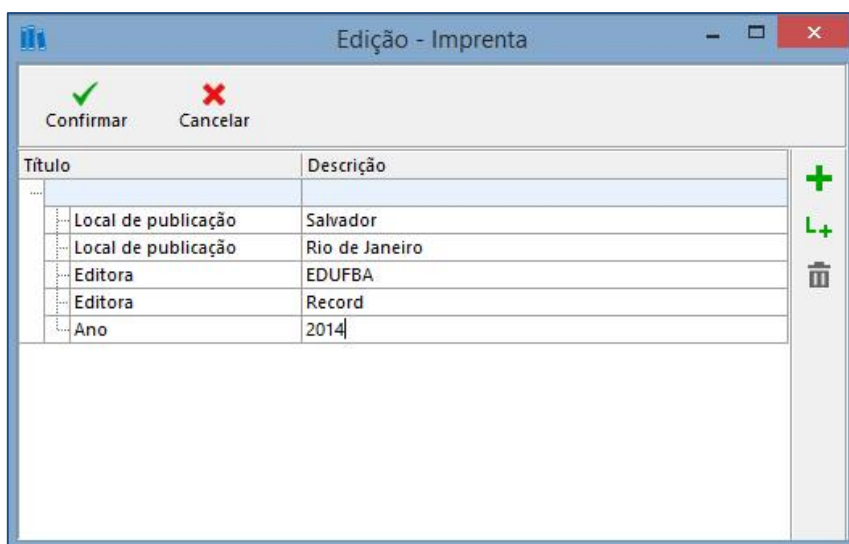 Edição - Imprenta
Confirmar Cancelar
Título Descrição
Local de publicação Salvador
Local de publicação Rio de Janeiro
Editora EDUFBA
Editora Record
Ano 2014